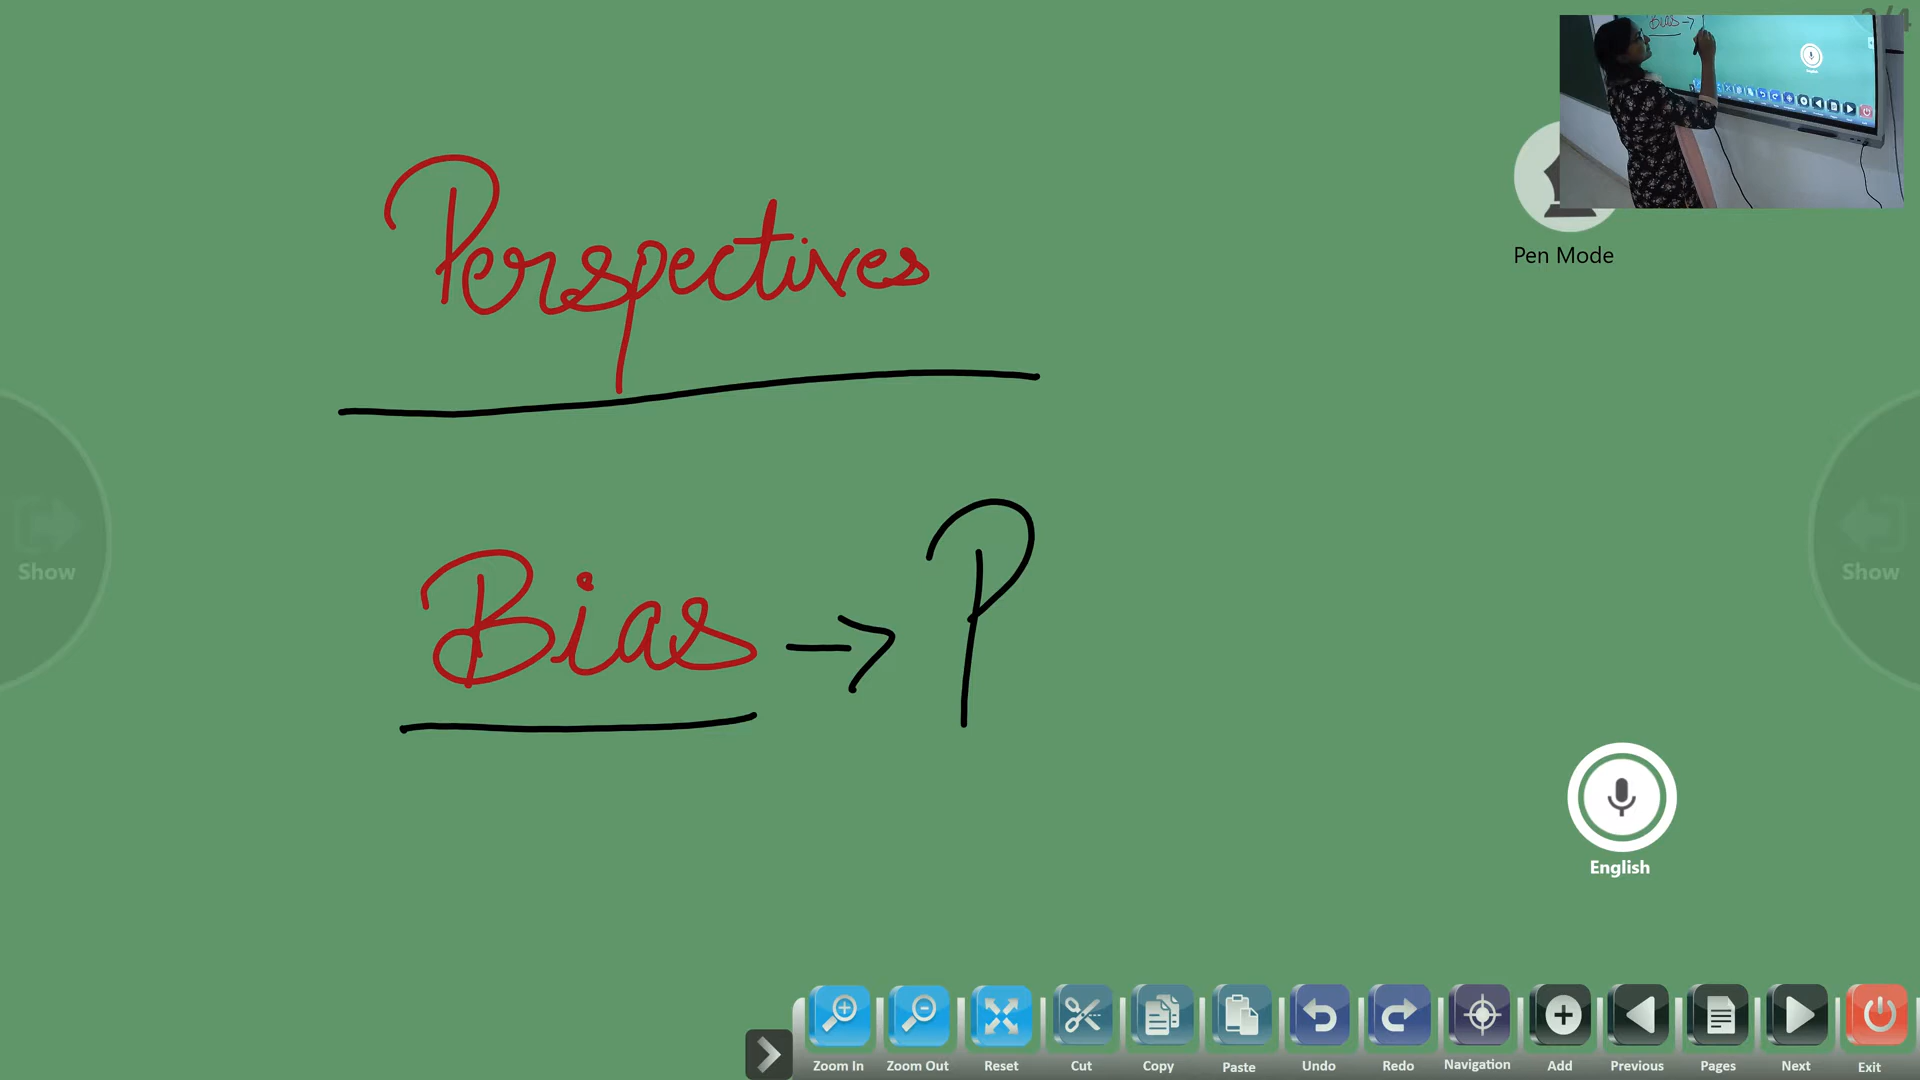 Perspectives
Bias → P
Pen Mode
Show
Show
English
Zoom In Zoom Out Reset Cut Copy Paste Undo Redo Navigation Add Previous Pages Next Exit
Bias →